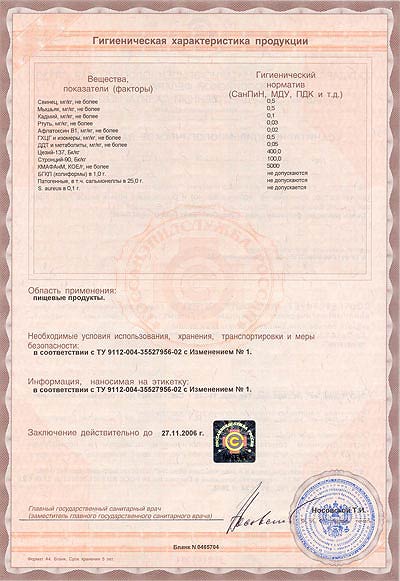 Гигиеническая характеристика продукции
Вещества, показатели (факторы)
Гигиенический норматив (СанПиН, МДУ, ПДК и т.д.)
Свинец, мг/кг, не более 0,5
Мышьяк, мг/кг, не более 0,5
Кадмий, мг/кг, не более 0,1
Ртуть, мг/кг, не более 0,03
Афлатоксин В1, мг/кг, не более 0,02
ГХЦГ и изомеры, мг/кг, не более 0,5
ДДТ и метаболиты, мг/кг, не более 0,05
Цезий-137, Бк/кг 400,0
Стронций-90, Бк/кг 100,0
КМАФАнМ, КОЕ/г, не более 5000
БГКП (колиформы) в 1,0 г. не допускаются
Патогенные, в т.ч. сальмонеллы в 25,0 г. не допускаются
S. aureus в 0,1 г. не допускается
Область применения:
пищевые продукты.
Необходимые условия использования, хранения, транспортировки и меры
безопасности:
в соответствии с ТУ 9112-004-35527956-02 с Изменением № 1.
Информация, наносимая на этикетку:
в соответствии с ТУ 9112-004-35527956-02 с Изменением № 1.
Заключение действительно до 27.11.2006 г.
Главный государственный санитарный врач
(заместитель главного государственного санитарного врача)
Носовской Т.И.
Бланк N 0465704
Формат А4. Бланк. Срок хранения 5 лет.